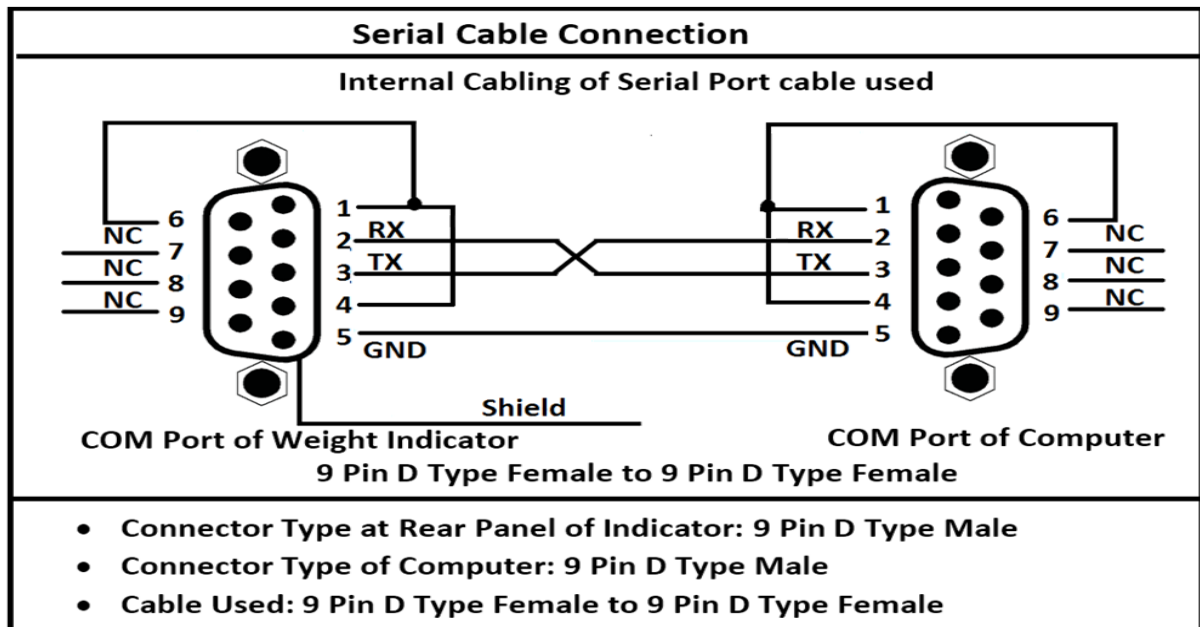 Serial Cable Connection
Internal Cabling of Serial Port cable used
6 1 RX 1 6
NC 2 RX 2 NC
7 TX TX 7
NC 3 3 NC
8 8
NC 4 4 NC
9 5 5 9
GND GND
Shield
COM Port of Weight Indicator COM Port of Computer
9 Pin D Type Female to 9 Pin D Type Female
• Connector Type at Rear Panel of Indicator: 9 Pin D Type Male
• Connector Type of Computer: 9 Pin D Type Male
• Cable Used: 9 Pin D Type Female to 9 Pin D Type Female